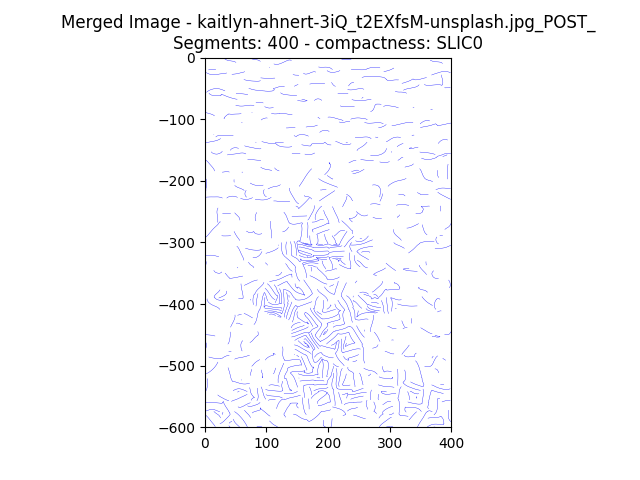 Merged Image - kaitlyn-ahnert-3iQ_t2EXfsM-unsplash.jpg_POST_
Segments: 400 - compactness: SLIC0
0
−100
−200
−300
−400
−500
−600
0 100 200 300 400